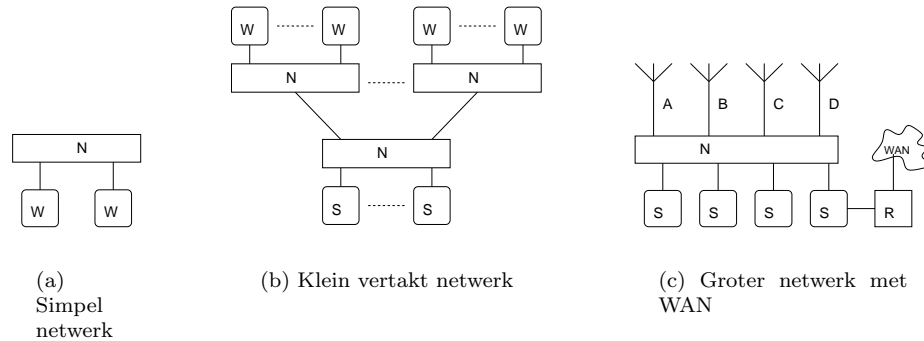 W W W W
N N
N
S S
(b) Klein vertakt netwerk
N
W W
(a)
Simpel
netwerk
A B C D
N
WAN
S S S S R
(c) Groter netwerk met
WAN